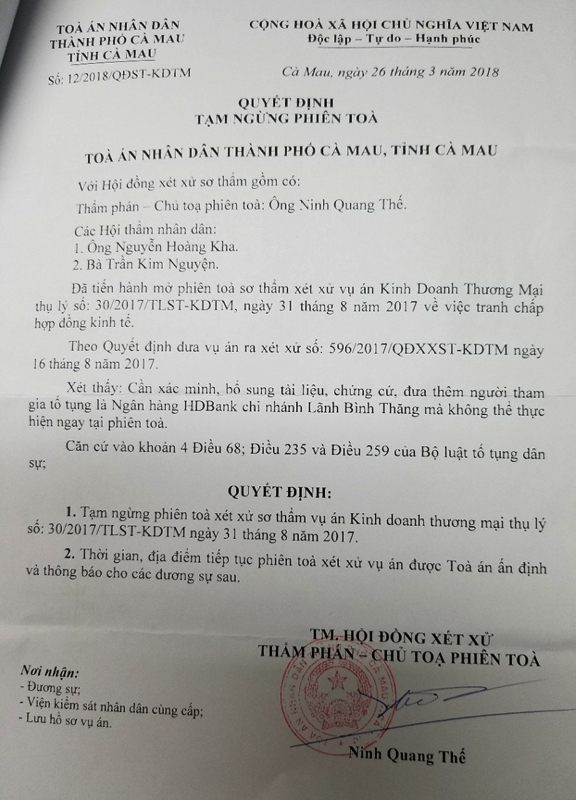 TOÀ ÁN NHÂN DÂN
THÀNH PHỐ CÀ MAU
TỈNH CÀ MAU
Số: 12/2018/QĐST-KDTM
CỘNG HOÀ XÃ HỘI CHỦ NGHĨA VIỆT NAM
Độc lập – Tự do – Hạnh phúc
Cà Mau, ngày 26 tháng 3 năm 2018
QUYẾT ĐỊNH
TẠM NGỪNG PHIÊN TOÀ
TOÀ ÁN NHÂN DÂN THÀNH PHỐ CÀ MAU, TỈNH CÀ MAU
Với Hội đồng xét xử sơ thẩm gồm có:
Thẩm phán – Chủ toạ phiên toà: Ông Ninh Quang Thế.
Các Hội thẩm nhân dân:
1. Ông Nguyễn Hoàng Kha.
2. Bà Trần Kim Nguyện.
Đã tiến hành mở phiên toà sơ thẩm xét xử vụ án Kinh Doanh Thương Mại
thụ lý số: 30/2017/TLST-KDTM, ngày 31 tháng 8 năm 2017 về việc tranh chấp
hợp đồng kinh tế.
Theo Quyết định đưa vụ án ra xét xử số: 596/2017/QĐXXST-KDTM ngày
16 tháng 8 năm 2017.
Xét thấy: Cần xác minh, bổ sung tài liệu, chứng cứ, đưa thêm người tham
gia tố tụng là Ngân hàng HDBank chi nhánh Lãnh Bình Thăng mà không thể thực
hiện ngay tại phiên toà.
Căn cứ vào khoản 4 Điều 68; Điều 235 và Điều 259 của Bộ luật tố tụng dân
sự;
QUYẾT ĐỊNH:
1. Tạm ngừng phiên toà xét xử sơ thẩm vụ án Kinh doanh thương mại thụ lý
số: 30/2017/TLST-KDTM ngày 31 tháng 8 năm 2017.
2. Thời gian, địa điểm tiếp tục phiên toà xét xử vụ án được Toà án ấn định
và thông báo cho các đương sự sau.
TM. HỘI ĐỒNG XÉT XỬ
THẨM PHÁN – CHỦ TOẠ PHIÊN TOÀ
Nơi nhận:
- Đương sự;
- Viện kiểm sát nhân dân cùng cấp;
- Lưu hồ sơ vụ án.
Ninh Quang Thế